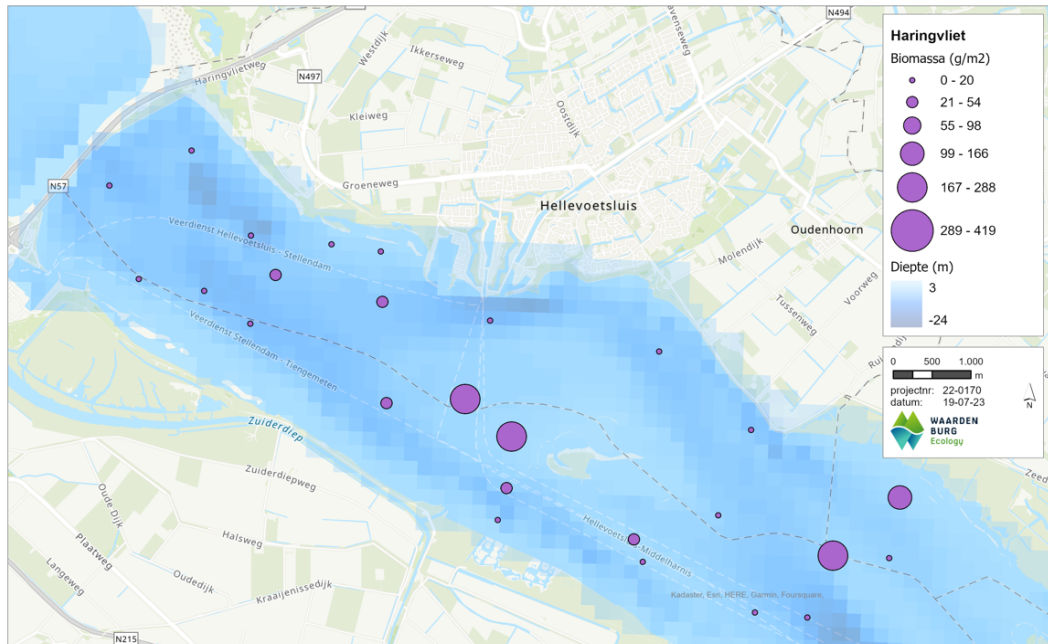 N494
Haringvliet
Biomassa (g/m2)
0 - 20
21 - 54
55 - 98
99 - 166
167 - 288
289 - 419
Diepte (m)
3
-24
0 500 1.000
m
projectnr: 22-0170
datum: 19-07-23
N
WAARDEN
BURG
Ecology
Haringvlietweg
Westdijk
Ikkerseweg
N497
Kleiweg
Oostdijk
Groeneweg
N57
Hellevoetsluis
Oudenhoorn
Molendijk
Voorweg
Tussenweg
Veerdienst Hellevoetsluis - Stellendam
Veerdienst Stellendam - Tiengemeten
Zuiderdiep
Zuiderdiepweg
Oude Dijk
Halsweg
Plaatweg
Langeweg
Oudedijk
Kraaijenissedijk
Hellevoetsluis-Middelharnis
Kadaster, Esri, HERE, Garmin, Foursquare,
N215